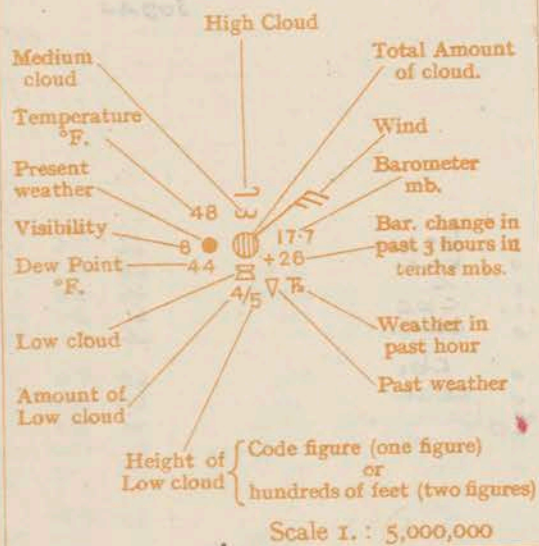 High Cloud
Medium
cloud
Total Amount
of cloud.
Temperature
°F.
Wind
Present
weather
Barometer
mb.
48
Visibility
8
17·7
Bar. change in
past 3 hours in
tenths mbs.
+26
Dew Point
°F.
44
4/5
Low cloud
Weather in
past hour
Past weather
Amount of
Low cloud
Height of
Low cloud
Code figure (one figure)
or
hundreds of feet (two figures)
Scale 1. : 5,000,000